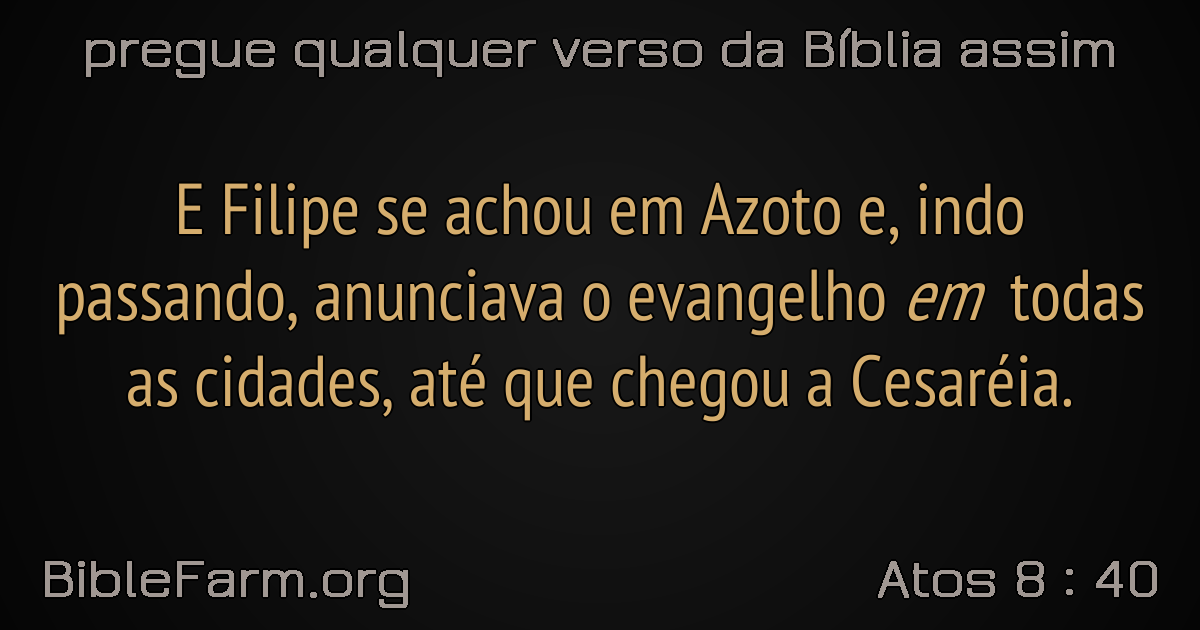 pregue qualquer verso da Bíblia assim
E Filipe se achou em Azoto e, indo
passando, anunciava o evangelho em todas
as cidades, até que chegou a Cesaréia.
BibleFarm.org
Atos 8 : 40